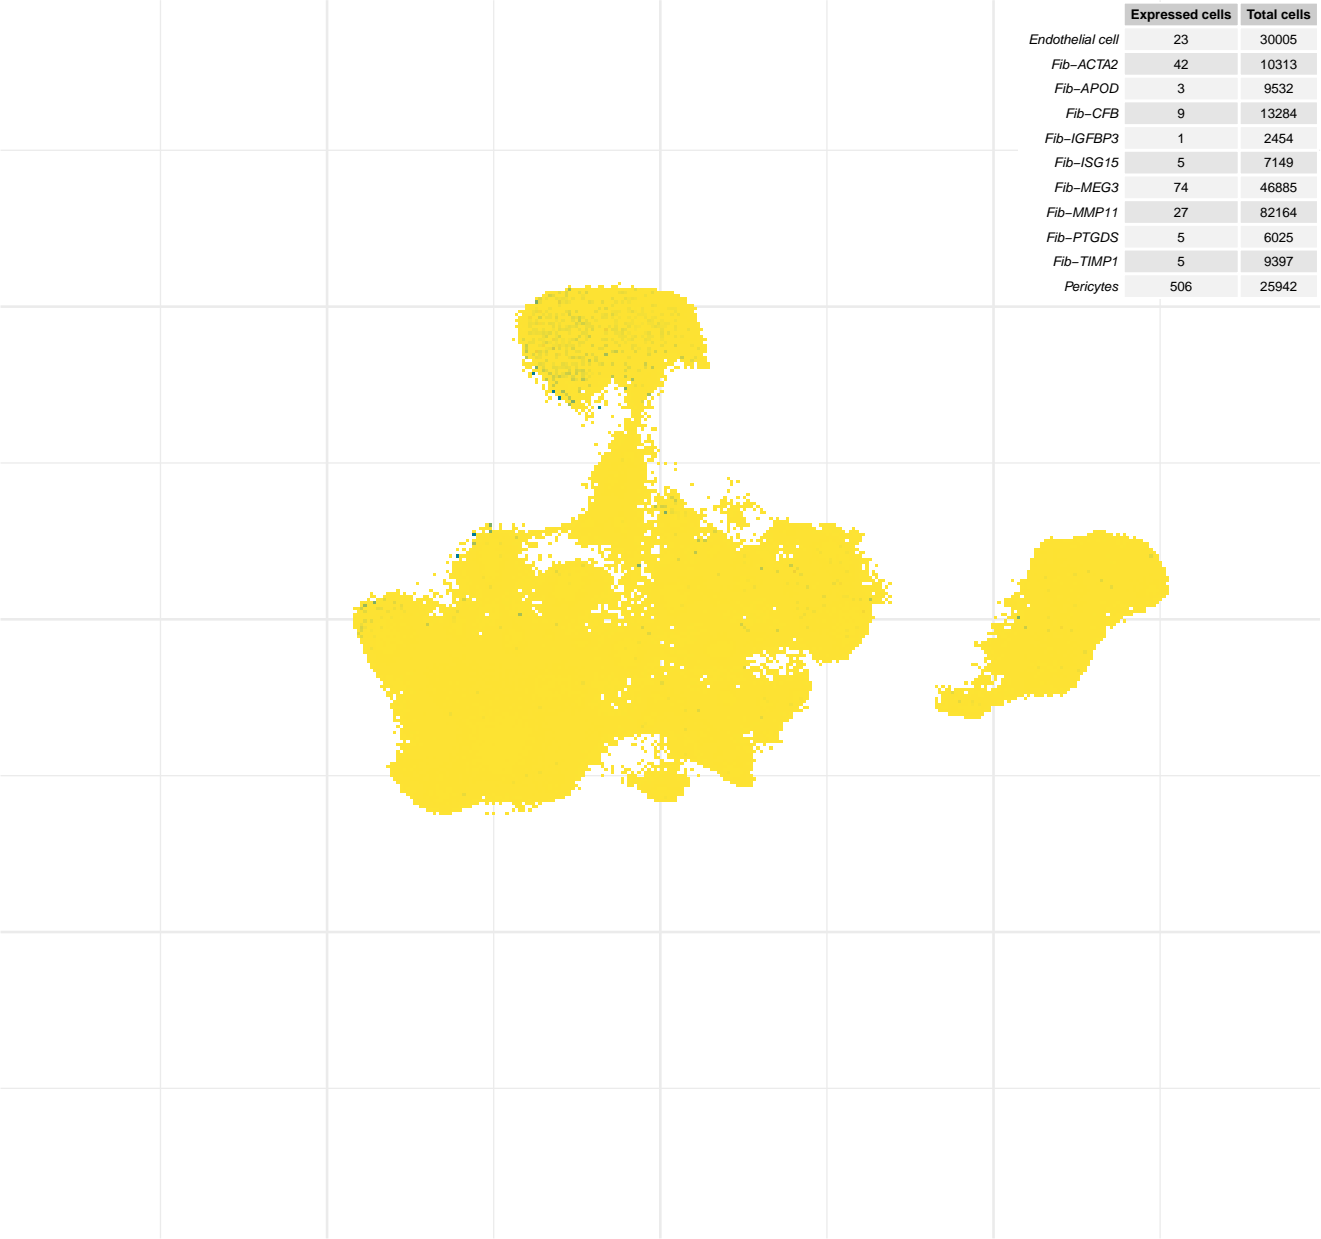 Expressed cells Total cells
Endothelial cell 23 30005
Fib−ACTA2 42 10313
Fib−APOD 3 9532
Fib−CFB 9 13284
Fib−IGFBP3 1 2454
Fib−ISG15 5 7149
Fib−MEG3 74 46885
Fib−MMP11 27 82164
Fib−PTGDS 5 6025
Fib−TIMP1 5 9397
Pericytes 506 25942